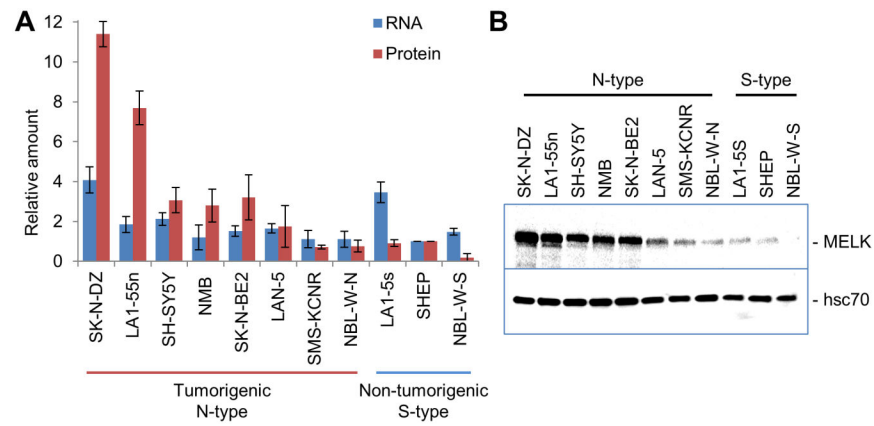 A
12
10
8
6
4
2
0
Relative amount
RNA
Protein
SK-N-DZ
LA1-55n
SH-SY5Y
NMB
SK-N-BE2
LAN-5
SMS-KCNR
NBL-W-N
LA1-5s
SHEP
NBL-W-S
Tumorigenic
N-type
Non-tumorigenic
S-type
B
N-type
S-type
SK-N-DZ
LA1-55n
SH-SY5Y
NMB
SK-N-BE2
LAN-5
SMS-KCNR
NBL-W-N
LA1-5S
SHEP
NBL-W-S
- MELK
- hsc70